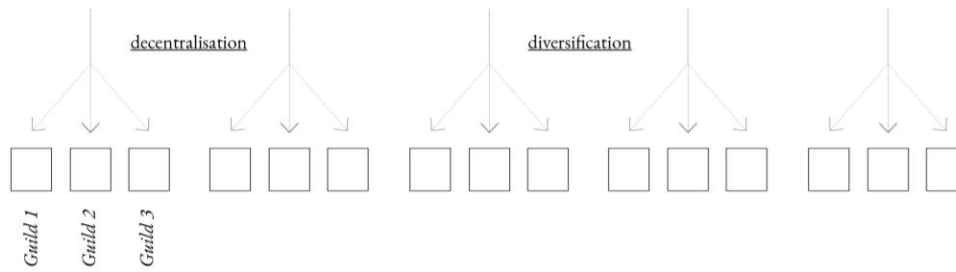 decentralisation
diversification
Guild 1
Guild 2
Guild 3